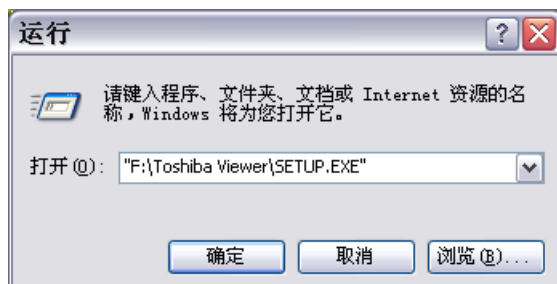 运行
请键入程序、文件夹、文档或 Internet 资源的名
称，Windows 将为您打开它。
打开(O): "F:\Toshiba Viewer\SETUP.EXE"
确定 取消 浏览(B)...